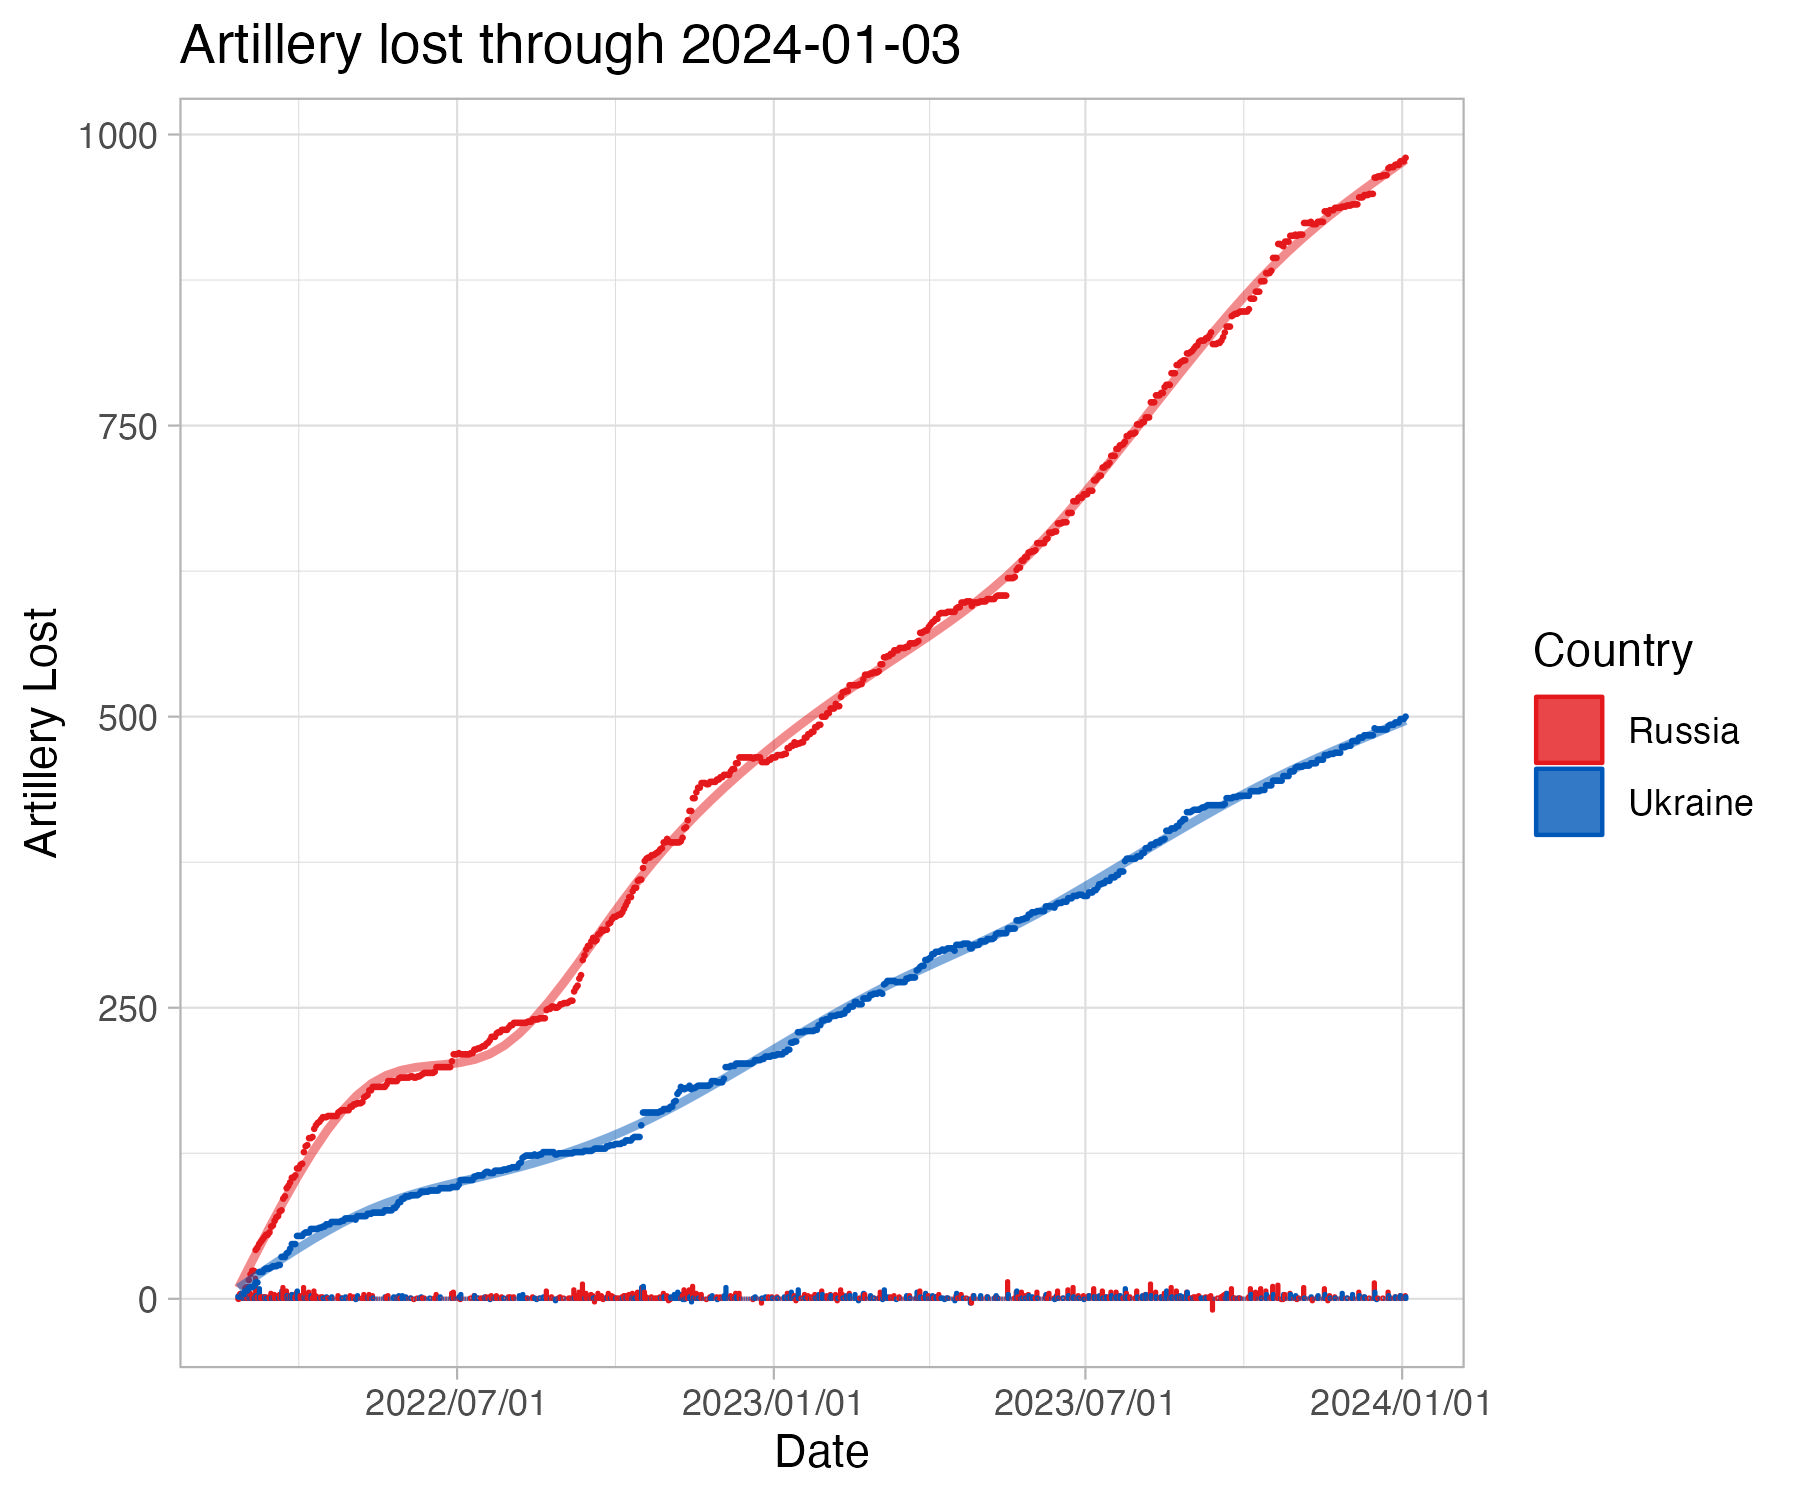 Artillery lost through 2024-01-03
Artillery Lost
1000
750
500
250
0
2022/07/01
2023/01/01
2023/07/01
2024/01/01
Date
Country
Russia
Ukraine